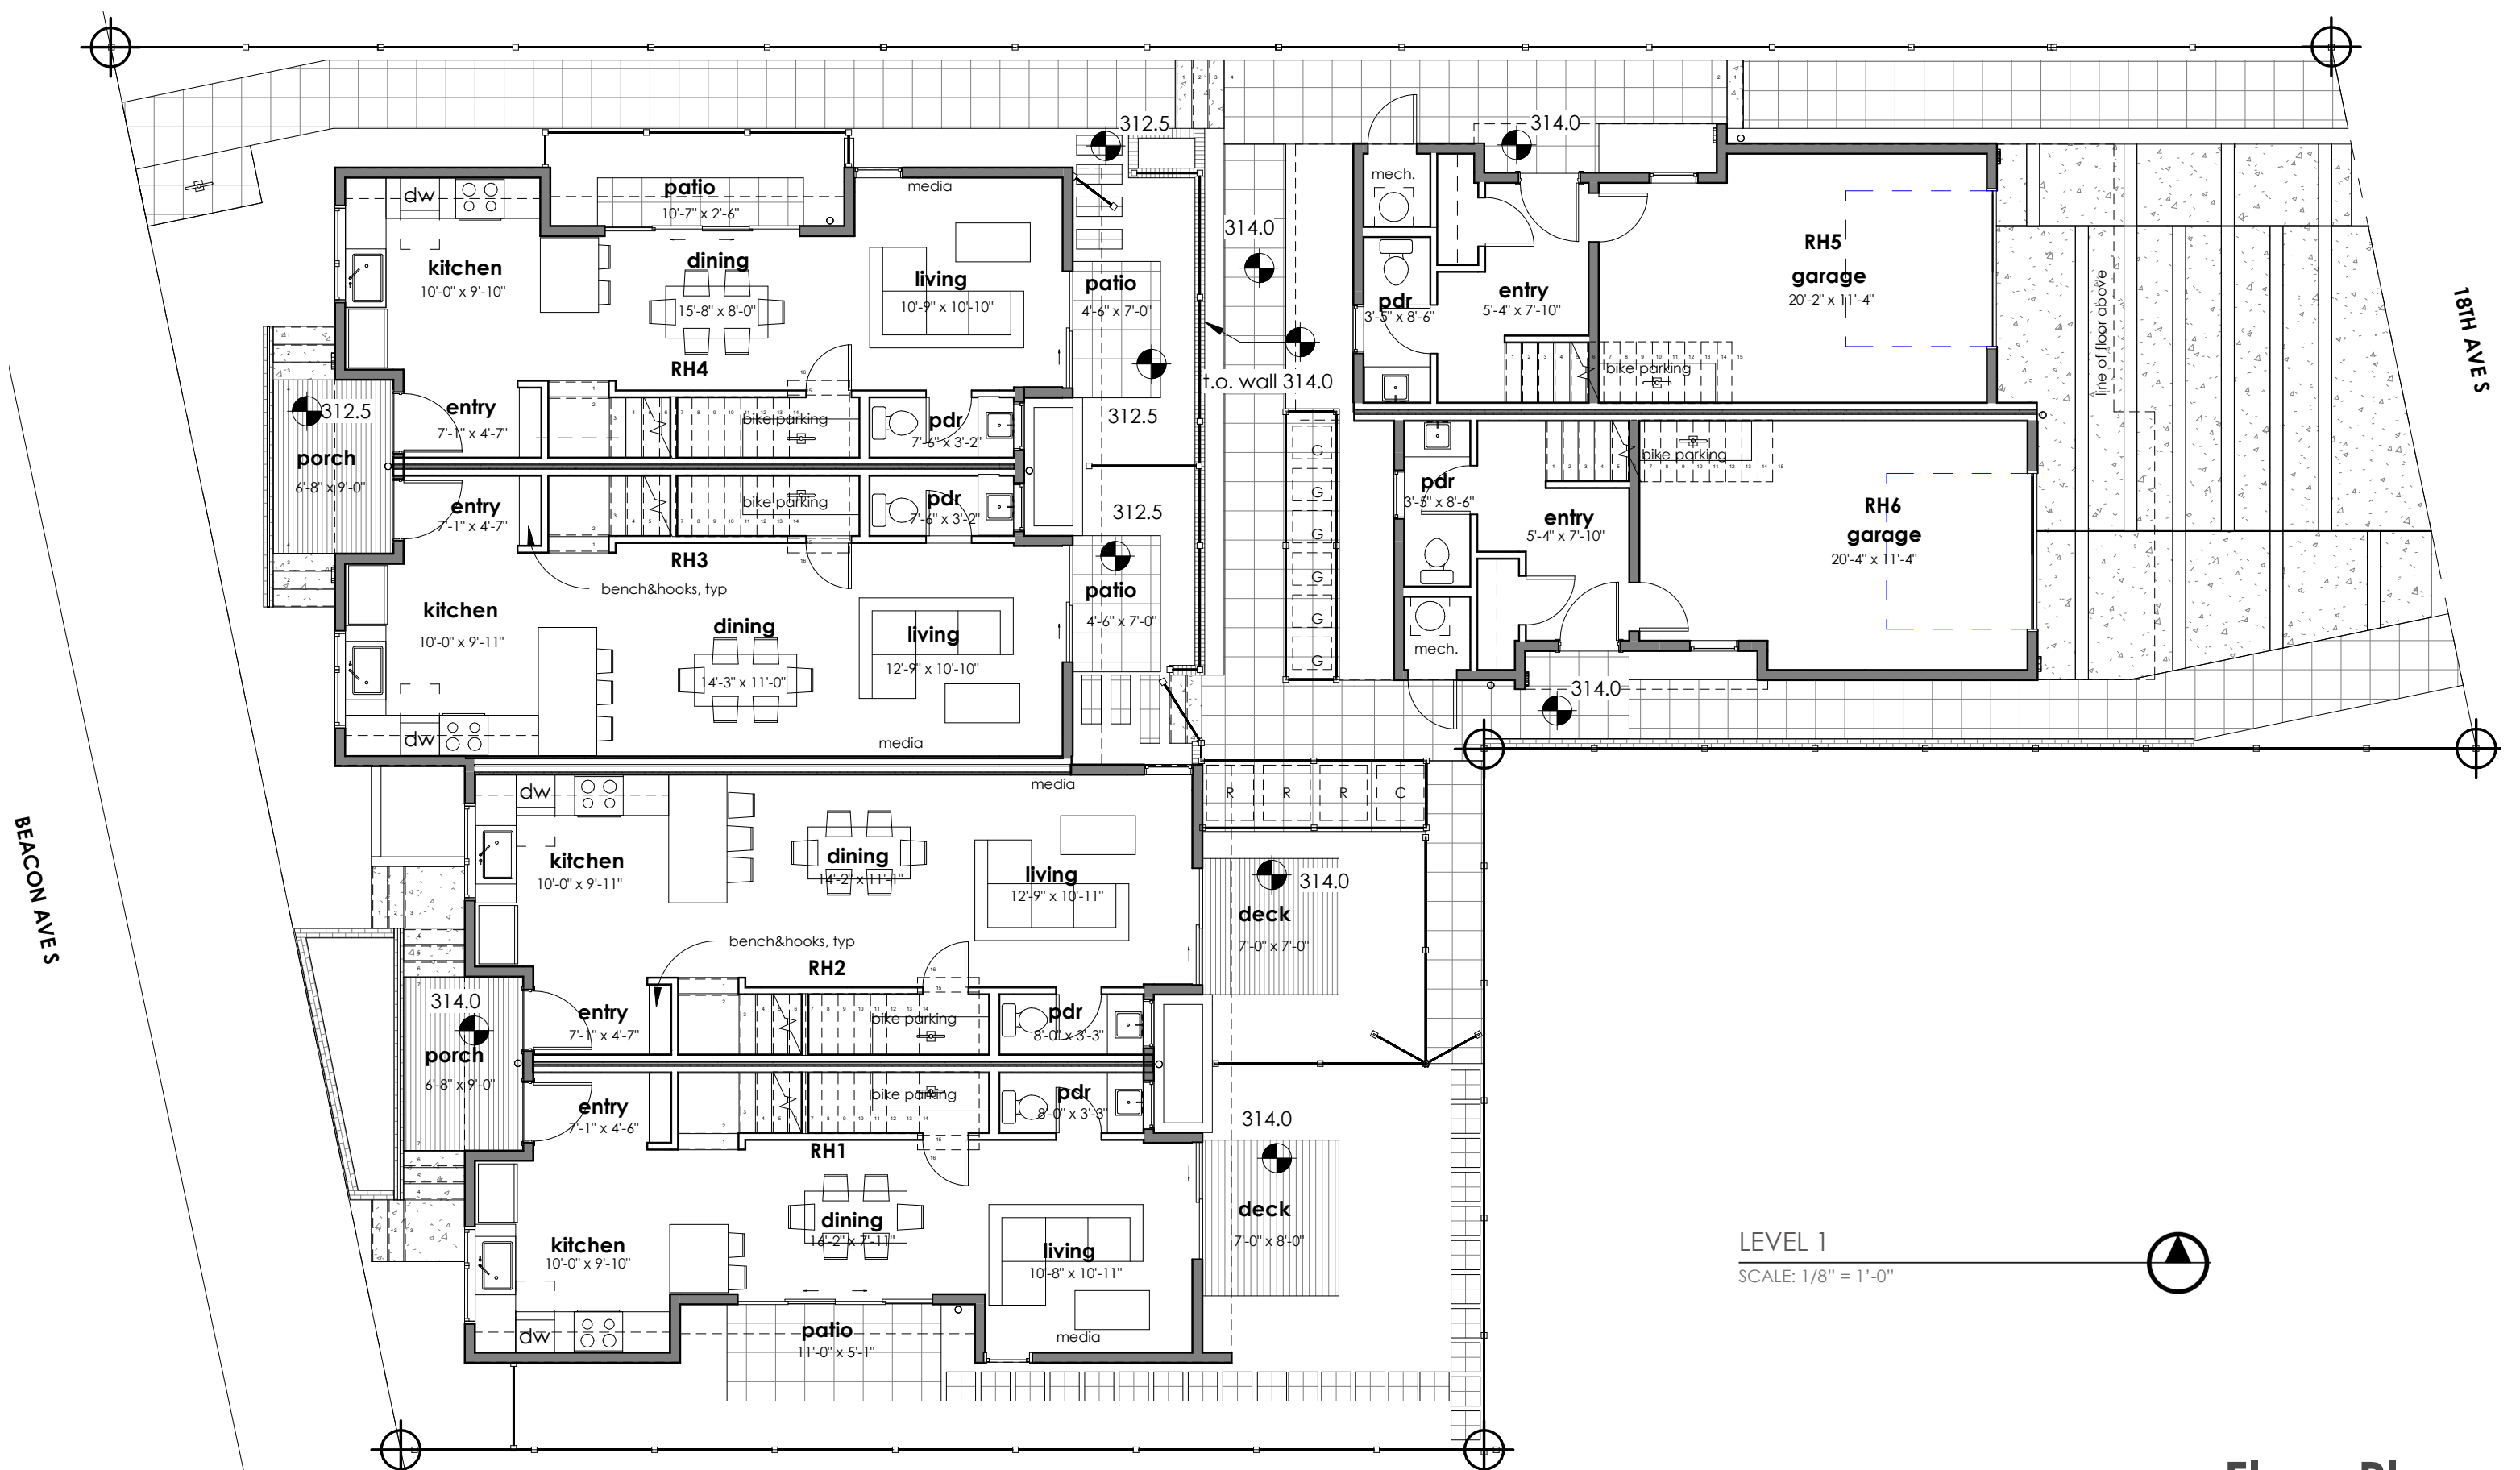 312.5
314.0
dw
media
patio
10'-7" x 2'-6"
mech.
314.0
RH5
garage
20'-2" x 11'-4"
kitchen
10'-0" x 9'-10"
dining
15'-8" x 8'-0"
living
10'-9" x 10'-10"
patio
4'-6" x 7'-0"
pdr
3'-5" x 8'-6"
entry
5'-4" x 7'-10"
line of floor above
18TH AVE S
RH4
t.o. wall 314.0
bike parking
312.5
entry
7'-1" x 4'-7"
bike parking
pdr
7'-6" x 3'-2"
312.5
porch
6'-8" x 9'-0"
entry
7'-1" x 4'-7"
bike parking
pdr
7'-6" x 3'-2"
312.5
bike parking
pdr
3'-5" x 8'-6"
entry
5'-4" x 7'-10"
RH6
garage
20'-4" x 11'-4"
G
G
G
G
G
G
RH3
bench&hooks, typ
patio
4'-6" x 7'-0"
kitchen
10'-0" x 9'-11"
dining
14'-3" x 11'-0"
living
12'-9" x 10'-10"
mech.
314.0
dw
media
dw
media
R
R
R
C
kitchen
10'-0" x 9'-11"
dining
14'-2" x 11'-1"
living
12'-9" x 10'-11"
314.0
deck
7'-0" x 7'-0"
BEACON AVE S
bench&hooks, typ
RH2
314.0
porch
6'-8" x 9'-0"
entry
7'-1" x 4'-7"
bike parking
pdr
8'-0" x 3'-3"
entry
7'-1" x 4'-6"
bike parking
pdr
8'-0" x 3'-3"
314.0
RH1
kitchen
10'-0" x 9'-10"
dining
16'-2" x 7'-11"
living
10'-8" x 10'-11"
deck
7'-0" x 8'-0"
dw
patio
11'-0" x 5'-1"
media
LEVEL 1
SCALE: 1/8" = 1'-0"